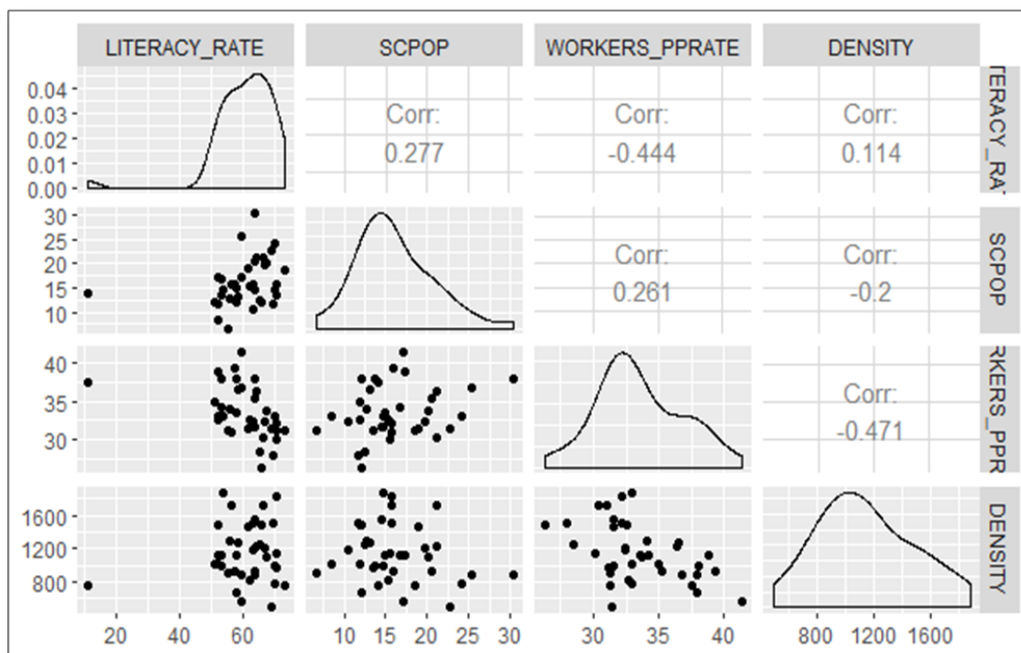 LITERACY_RATE SCPOP WORKERS_PPRATE DENSITY
0.04
0.03
0.02
0.01
0.00
Corr:
0.277
Corr:
-0.444
Corr:
0.114
TERACY_RA
30
25
20
15
10
Corr:
0.261
Corr:
-0.2
SCPOP
40
35
30
Corr:
-0.471
RKERS_PPR
1600
1200
800
DENSITY
20 40 60 10 15 20 25 30 30 35 40 800 1200 1600